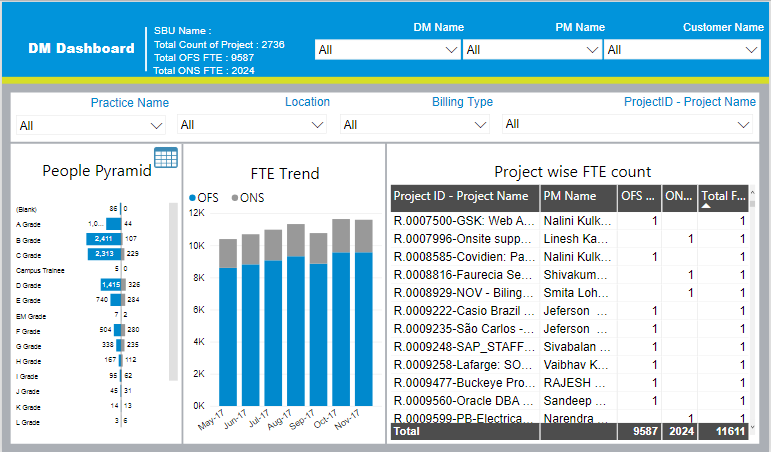 DM Dashboard
SBU Name :
Total Count of Project : 2736
Total OFS FTE : 9587
Total ONS FTE : 2024
DM Name
PM Name
Customer Name
All
All
All
Practice Name
Location
Billing Type
ProjectID - Project Name
All
All
All
All
People Pyramid
(Blank) 86 0
A Grade 1,0... 44
B Grade 2,411 107
C Grade 2,313 229
Campus Trainee 5 0
D Grade 1,415 326
E Grade 740 284
EM Grade 7 2
F Grade 504 280
G Grade 338 235
H Grade 167 112
I Grade 95 62
J Grade 45 31
K Grade 14 13
L Grade 3 6
FTE Trend
OFS ONS
12K
10K
8K
6K
4K
2K
0K
May-17 Jun-17 Jul-17 Aug-17 Sep-17 Oct-17 Nov-17
Project wise FTE count
Project ID - Project Name PM Name OFS ... ON... Total F...
R.0007500-GSK: Web A... Nalini Kulk... 1 1
R.0007996-Onsite supp... Linesh Ka... 1 1
R.0008585-Covidien: Pa... Nalini Kulk... 1 1
R.0008816-Faurecia Se... Shivakum... 1 1
R.0008929-NOV - Biling... Smita Loh... 1 1
R.0009222-Casio Brazil ... Jeferson ... 1 1
R.0009235-São Carlos -... Jeferson ... 1 1
R.0009248-SAP_STAFF... Sivabalan ... 1 1
R.0009258-Lafarge: SO... Vaibhav K... 1 1
R.0009477-Buckeye Pro... RAJESH ... 1 1
R.0009560-Oracle DBA ... Sandeep ... 1 1
R.0009599-PB-Electrica... Narendra ... 1 1
Total 9587 2024 11611